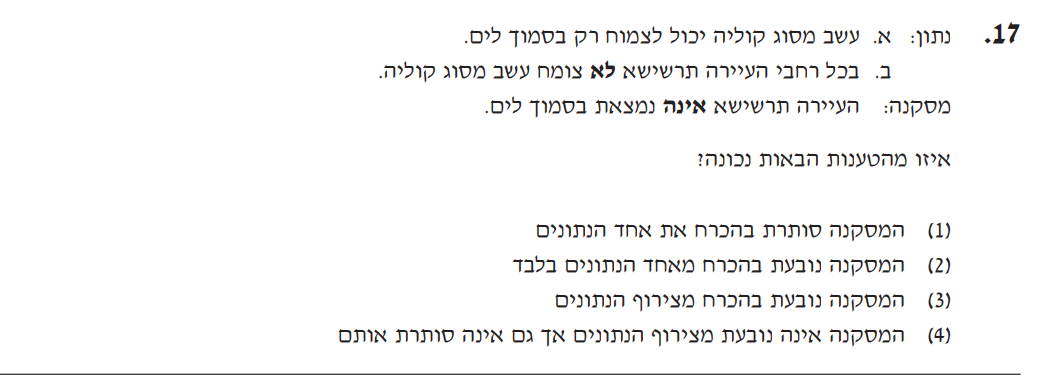 17. נתון: א. עשב מסוג קוליה יכול לצמוח רק בסמוך לים.
ב. בכל רחבי העיירה תרשישא לא צומח עשב מסוג קוליה.
מסקנה: העיירה תרשישא אינה נמצאת בסמוך לים.
איזו מהטענות הבאות נכונה?
(1) המסקנה סותרת בהכרח את אחד הנתונים
(2) המסקנה נובעת בהכרח מאחד הנתונים בלבד
(3) המסקנה נובעת בהכרח מצירוף הנתונים
(4) המסקנה אינה נובעת מצירוף הנתונים אך גם אינה סותרת אותם